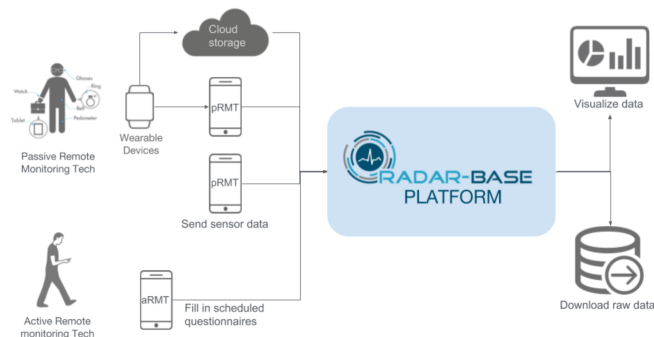 Cloud
storage
Glasses
Ring
Watch
Belt
Tablet
Pedometer
pRMT
Wearable
Devices
Passive Remote
Monitoring Tech
pRMT
Send sensor data
RADAR-BASE
PLATFORM
Visualize data
Download raw data
aRMT
Fill in scheduled
questionnaires
Active Remote
monitoring Tech